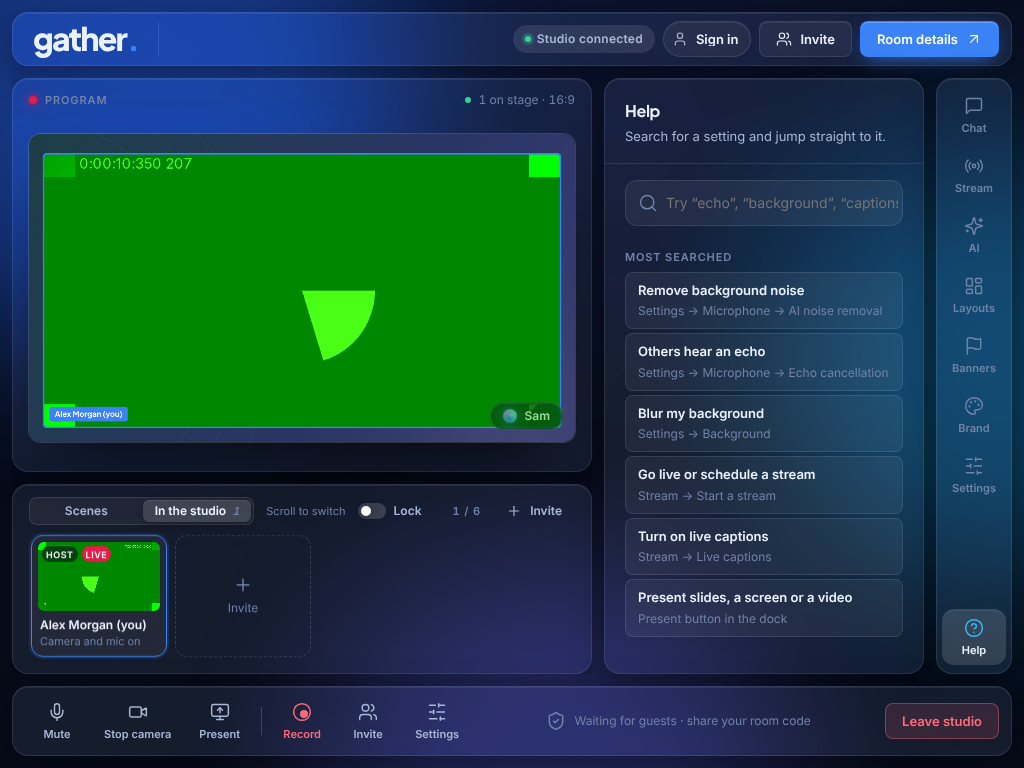 gather.
Studio connected
Sign in
Invite
Room details
PROGRAM
1 on stage · 16:9
0:00:10:350 207
Alex Morgan (you)
Sam
Scenes
In the studio 1
Scroll to switch
Lock
1 / 6
Invite
HOST
LIVE
Alex Morgan (you)
Camera and mic on
Invite
Help
Search for a setting and jump straight to it.
Try “echo”, “background”, “captions
MOST SEARCHED
Remove background noise
Settings → Microphone → AI noise removal
Others hear an echo
Settings → Microphone → Echo cancellation
Blur my background
Settings → Background
Go live or schedule a stream
Stream → Start a stream
Turn on live captions
Stream → Live captions
Present slides, a screen or a video
Present button in the dock
Chat
Stream
AI
Layouts
Banners
Brand
Settings
Help
Mute
Stop camera
Present
Record
Invite
Settings
Waiting for guests · share your room code
Leave studio